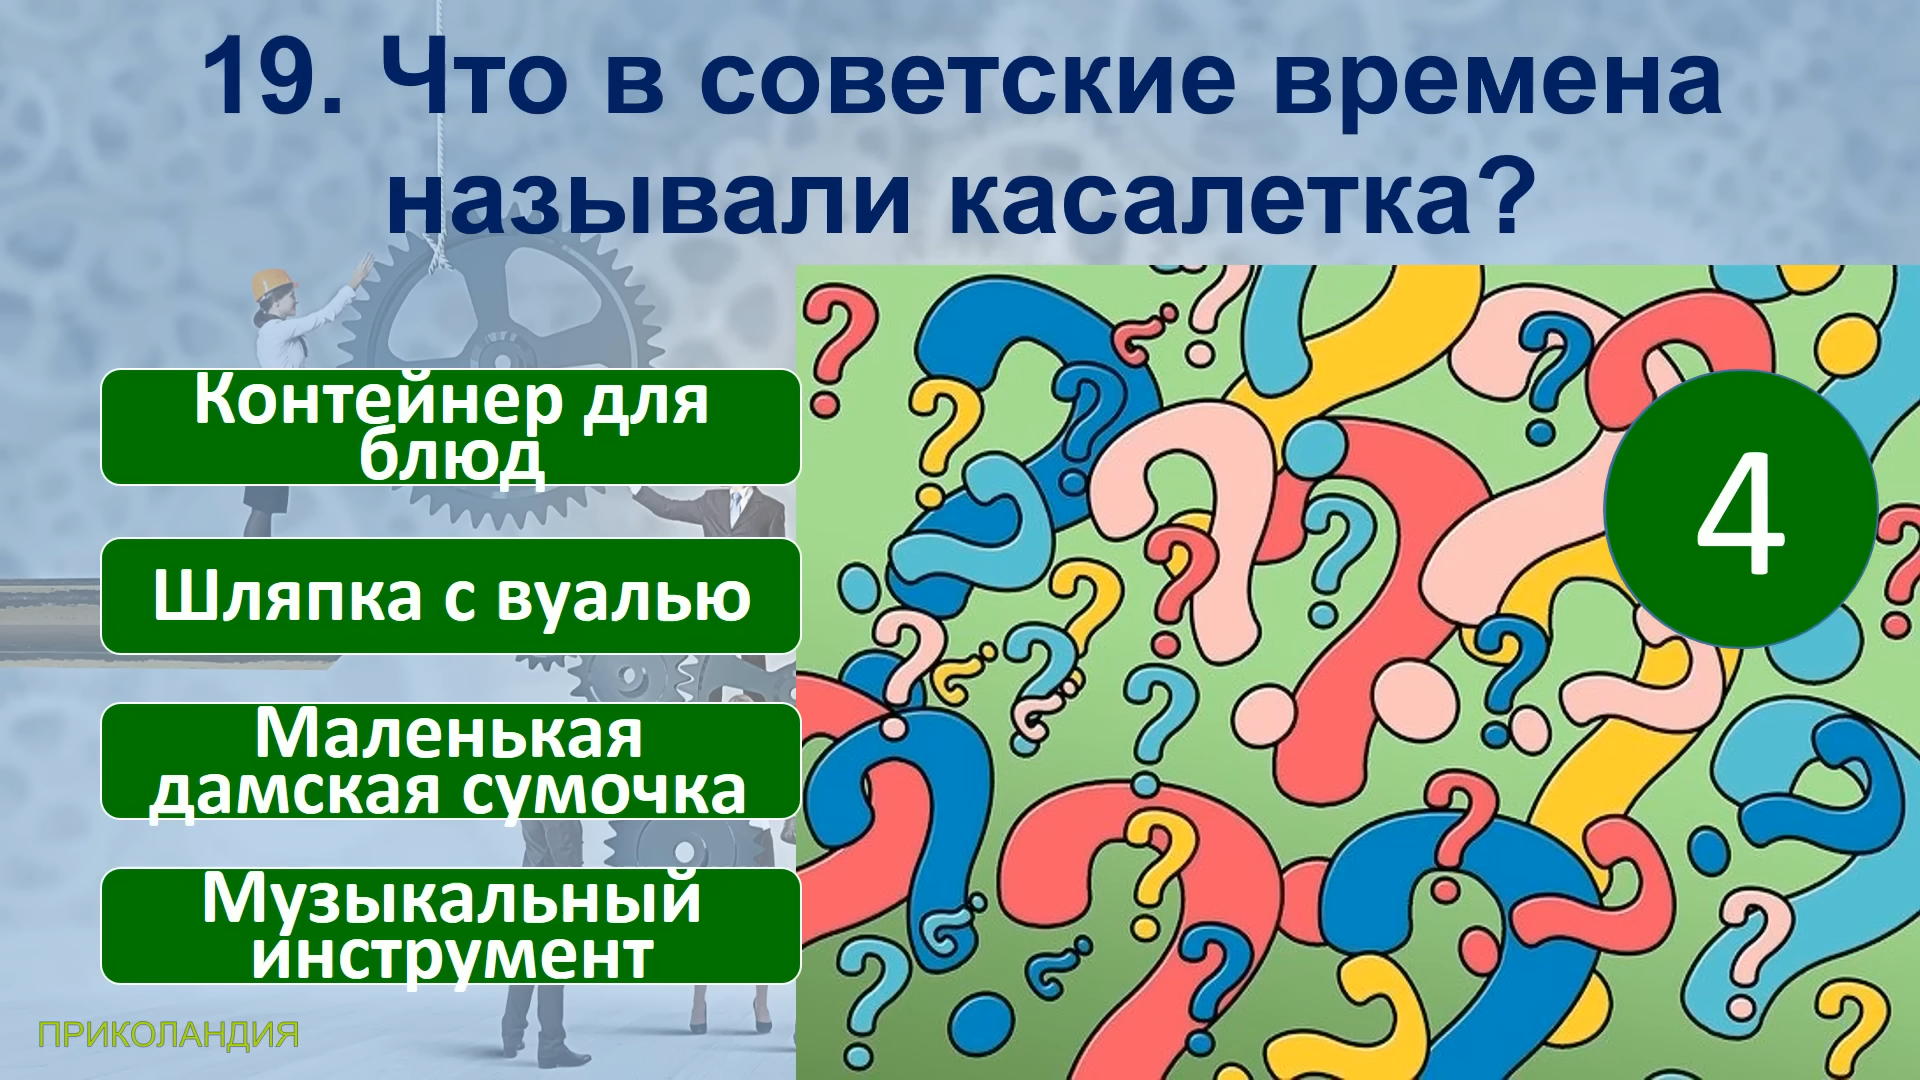 19. Что в советские времена
называли касалетка?
Контейнер для
блюд
4
Шляпка с вуалью
Маленькая
дамская сумочка
Музыкальный
инструмент
ПРИКОЛАНДИЯ